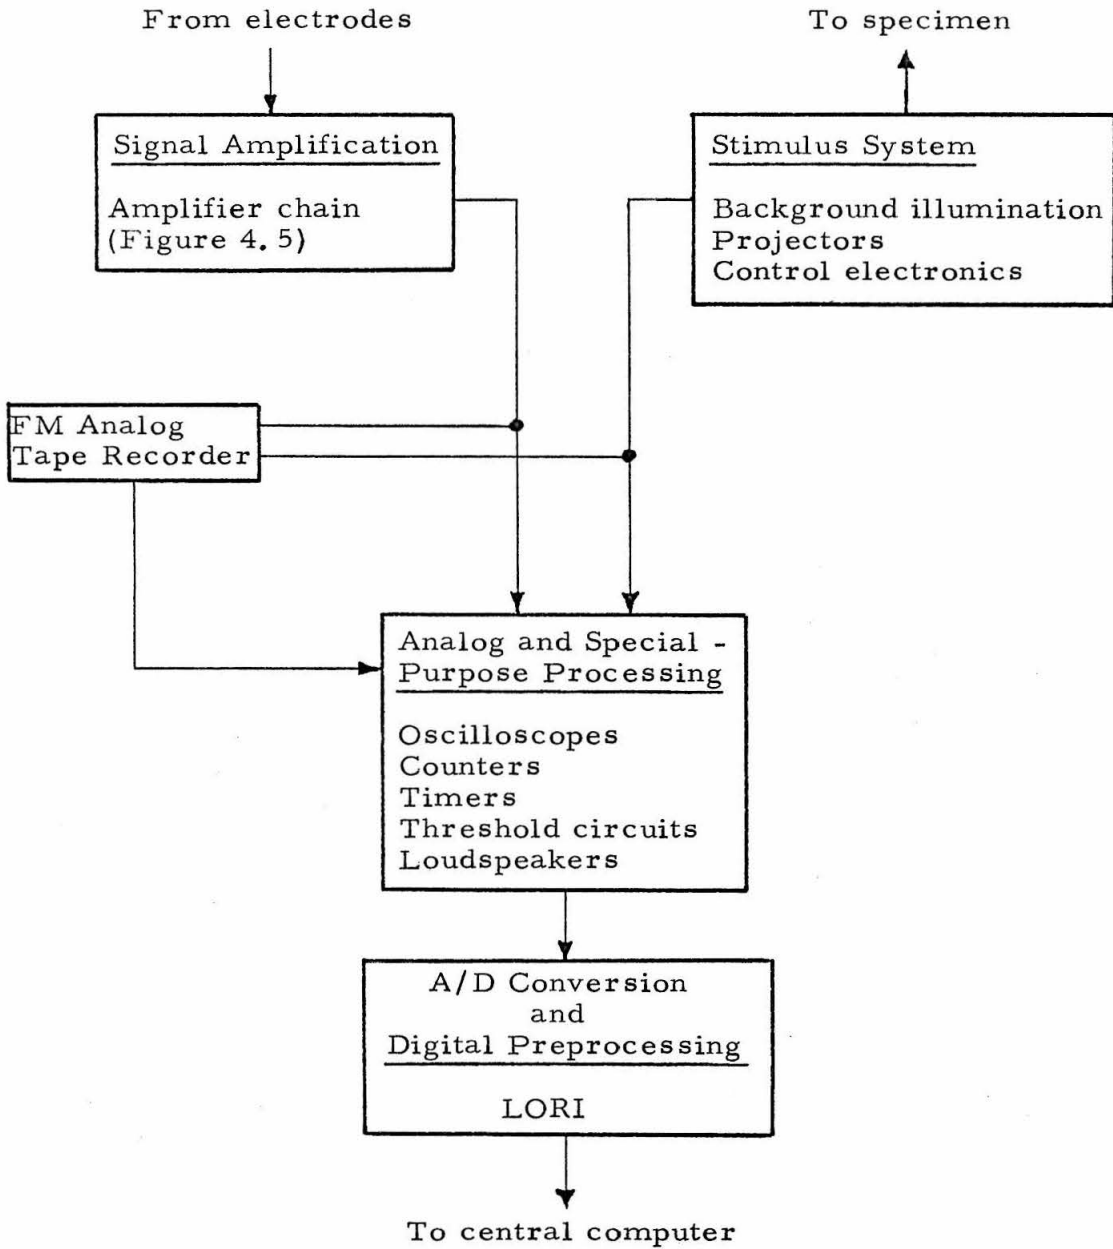 From electrodes
To specimen
Signal Amplification
Amplifier chain
(Figure 4.5)
Stimulus System
Background illumination
Projectors
Control electronics
FM Analog
Tape Recorder
Analog and Special -
Purpose Processing
Oscilloscopes
Counters
Timers
Threshold circuits
Loudspeakers
A/D Conversion
and
Digital Preprocessing
LORI
To central computer